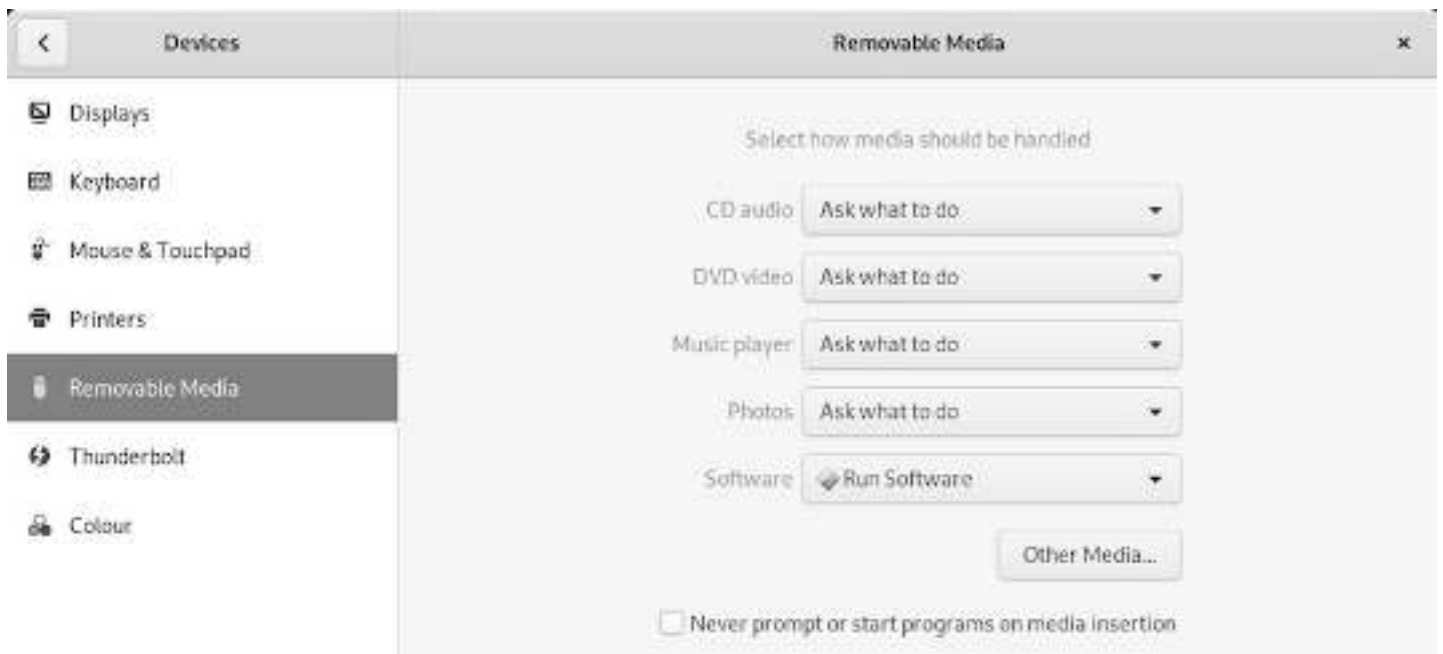 Devices
Removable Media
Displays
Keyboard
Mouse & Touchpad
Printers
Removable Media
Thunderbolt
Colour
Select how media should be handled
CD audio Ask what to do
DVD video Ask what to do
Music player Ask what to do
Photos Ask what to do
Software Run Software
Other Media...
Never prompt or start programs on media insertion